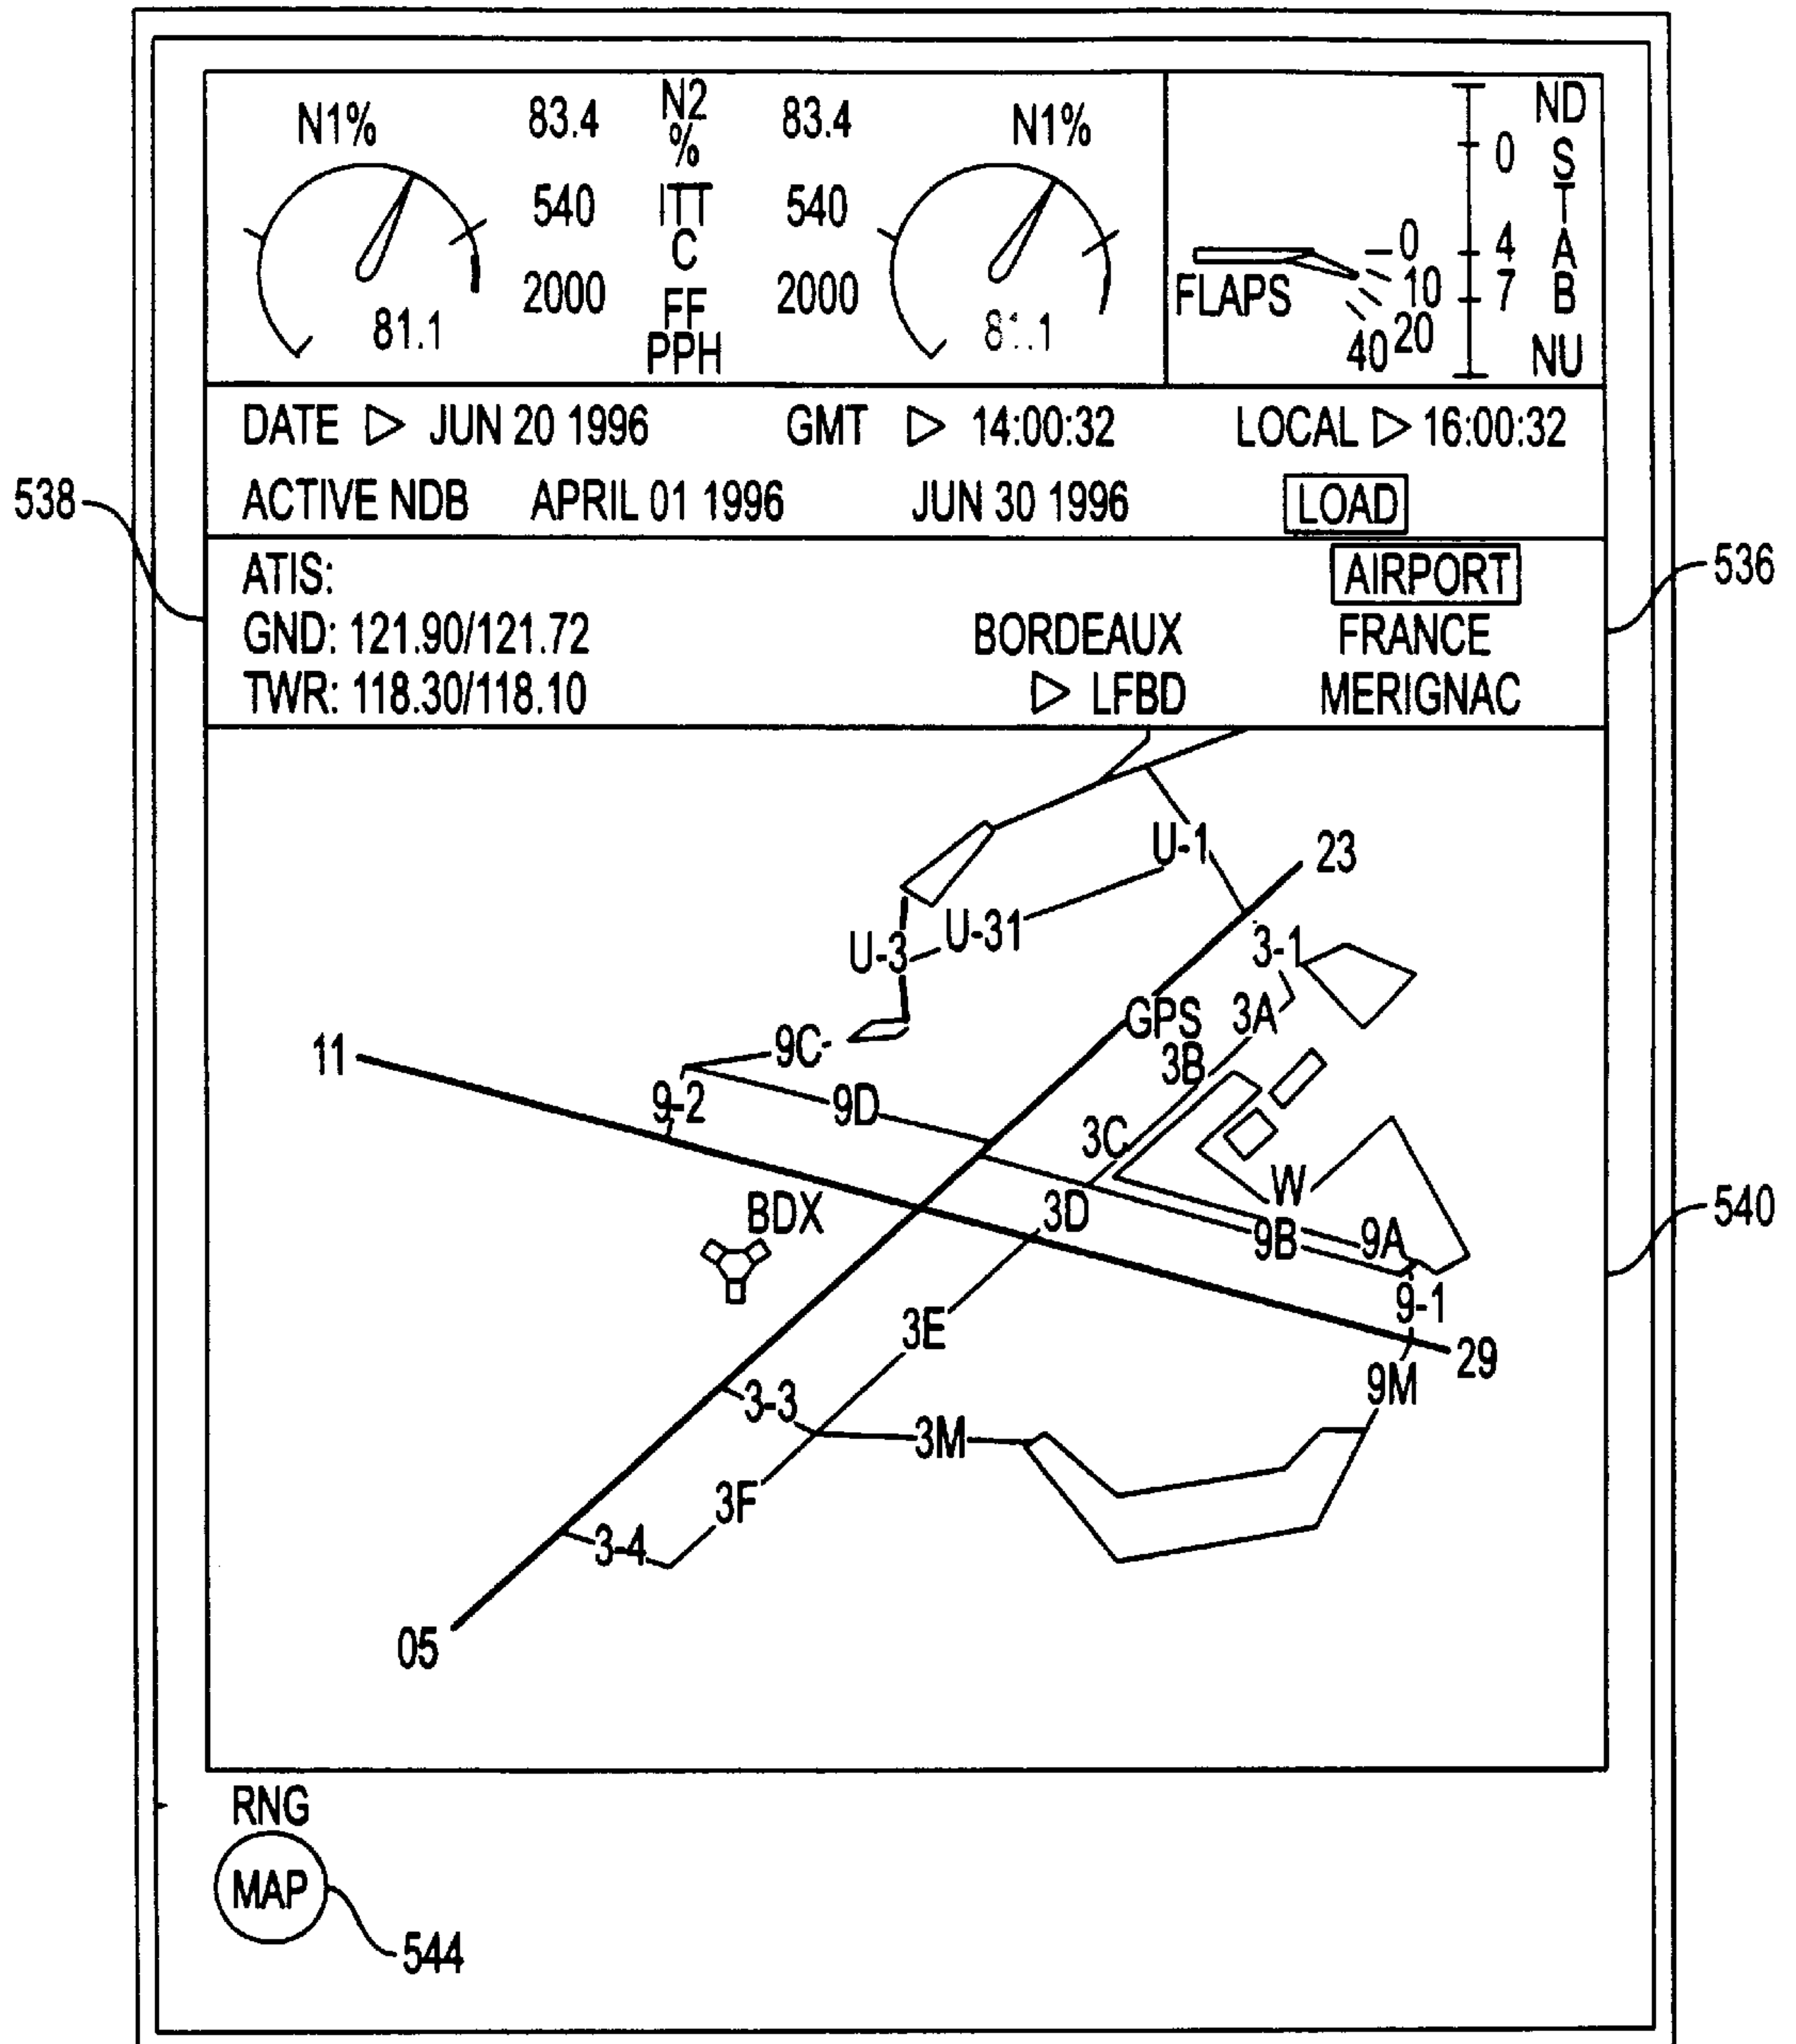 N1% 83.4 N2 % 83.4 N1%
540 ITT C 540
2000 FF PPH 2000
81.1
FLAPS
0
10
20
40
0
4
7
ND
STAB
NU
DATE ▷ JUN 20 1996 GMT ▷ 14:00:32 LOCAL ▷ 16:00:32
ACTIVE NDB APRIL 01 1996 JUN 30 1996 LOAD
538
ATIS: AIRPORT
536
GND: 121.90/121.72 BORDEAUX FRANCE
TWR: 118.30/118.10 ▷ LFBD MERIGNAC
U-1
23
U-31
U-3
3-1
GPS
3A
9C
11
3B
9-2
9D
3C
W
BDX
3D
540
9B
9A
9-1
3E
29
9M
3-3
3M
3F
3-4
05
RNG
MAP
544